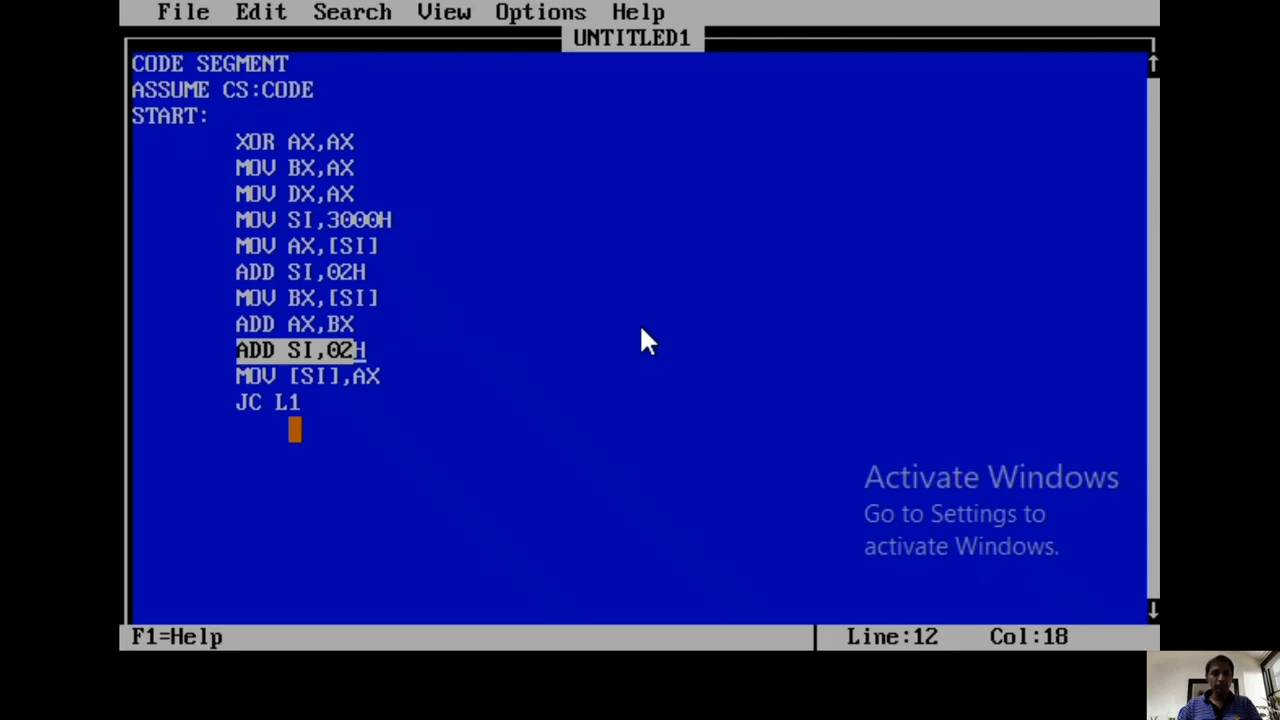 File Edit Search View Options Help
UNTITLED1
CODE SEGMENT
ASSUME CS:CODE
START:
XOR AX,AX
MOV BX,AX
MOV DX,AX
MOV SI,3000H
MOV AX,[SI]
ADD SI,02H
MOV BX,[SI]
ADD AX,BX
ADD SI,02H
MOV [SI],AX
JC L1
Activate Windows
Go to Settings to
activate Windows.
F1=Help Line:12 Col:18